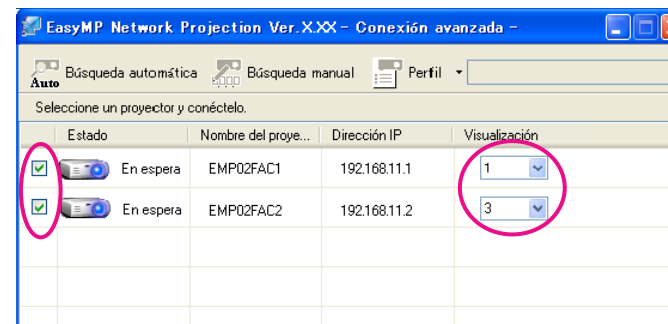 EasyMP Network Projection Ver.X.XX - Conexión avanzada -
Auto Búsqueda automática Búsqueda manual Perfil
Seleccione un proyector y conéctelo.
Estado Nombre del proye... Dirección IP Visualización
En espera EMP02FAC1 192.168.11.1 1
En espera EMP02FAC2 192.168.11.2 3